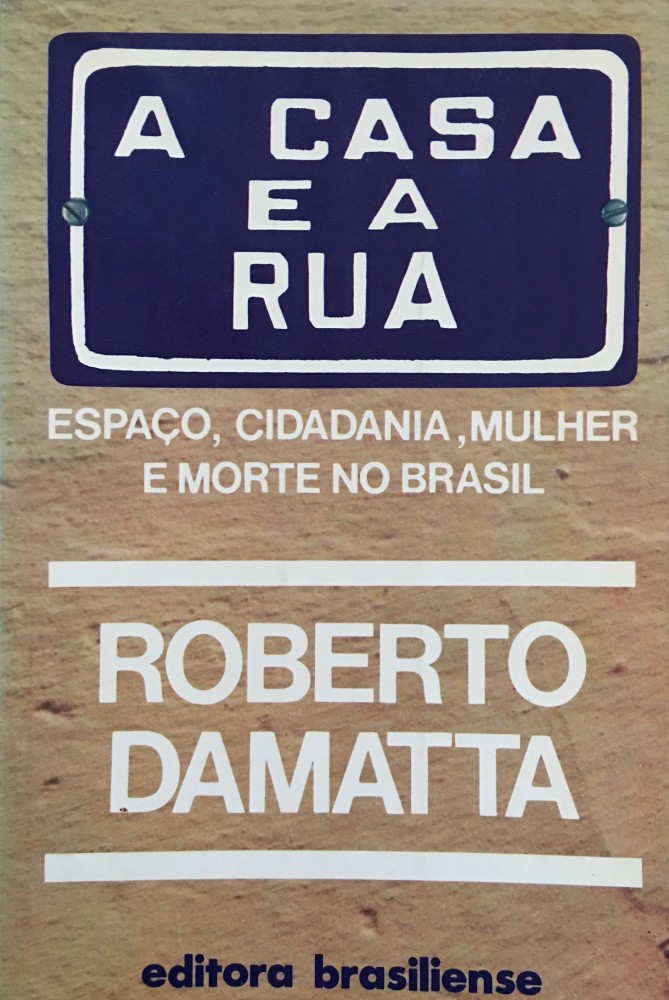 A CASA
E A
RUA
ESPAÇO, CIDADANIA, MULHER
E MORTE NO BRASIL
ROBERTO
DAMATTA
editora brasiliense